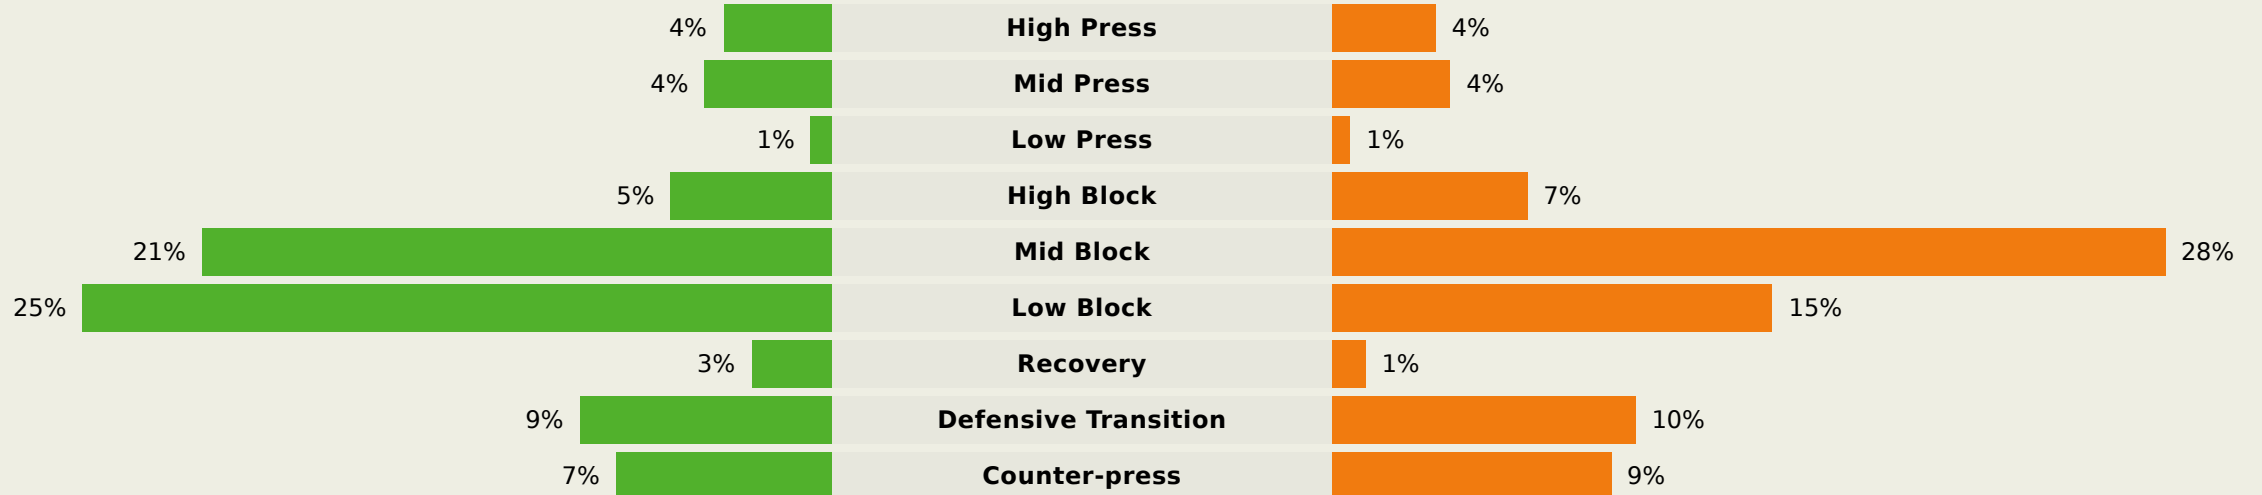 4% High Press 4%
4% Mid Press 4%
1% Low Press 1%
5% High Block 7%
21% Mid Block 28%
25% Low Block 15%
3% Recovery 1%
9% Defensive Transition 10%
7% Counter-press 9%